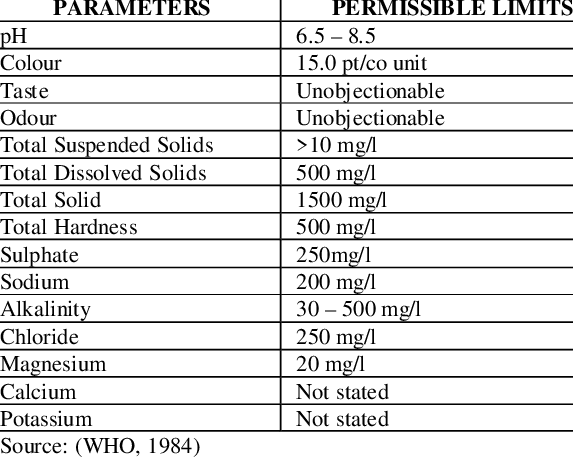 PARAMETERS PERMISSIBLE LIMITS
pH 6.5 – 8.5
Colour 15.0 pt/co unit
Taste Unobjectionable
Odour Unobjectionable
Total Suspended Solids >10 mg/l
Total Dissolved Solids 500 mg/l
Total Solid 1500 mg/l
Total Hardness 500 mg/l
Sulphate 250mg/l
Sodium 200 mg/l
Alkalinity 30 – 500 mg/l
Chloride 250 mg/l
Magnesium 20 mg/l
Calcium Not stated
Potassium Not stated
Source: (WHO, 1984)